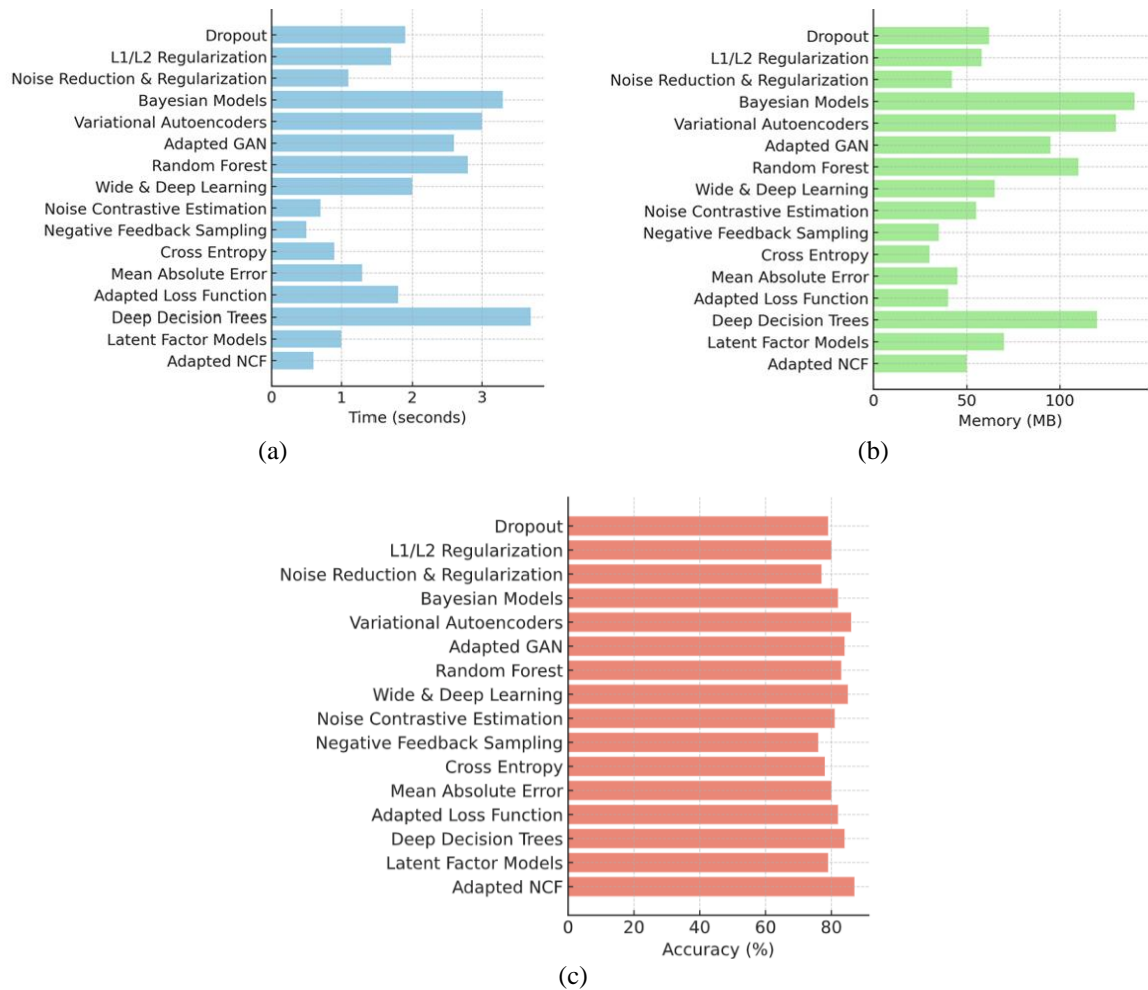 Dropout
L1/L2 Regularization
Noise Reduction & Regularization
Bayesian Models
Variational Autoencoders
Adapted GAN
Random Forest
Wide & Deep Learning
Noise Contrastive Estimation
Negative Feedback Sampling
Cross Entropy
Mean Absolute Error
Adapted Loss Function
Deep Decision Trees
Latent Factor Models
Adapted NCF
0 1 2 3
Time (seconds)
(a)
Dropout
L1/L2 Regularization
Noise Reduction & Regularization
Bayesian Models
Variational Autoencoders
Adapted GAN
Random Forest
Wide & Deep Learning
Noise Contrastive Estimation
Negative Feedback Sampling
Cross Entropy
Mean Absolute Error
Adapted Loss Function
Deep Decision Trees
Latent Factor Models
Adapted NCF
0 50 100
Memory (MB)
(b)
Dropout
L1/L2 Regularization
Noise Reduction & Regularization
Bayesian Models
Variational Autoencoders
Adapted GAN
Random Forest
Wide & Deep Learning
Noise Contrastive Estimation
Negative Feedback Sampling
Cross Entropy
Mean Absolute Error
Adapted Loss Function
Deep Decision Trees
Latent Factor Models
Adapted NCF
0 20 40 60 80
Accuracy (%)
(c)